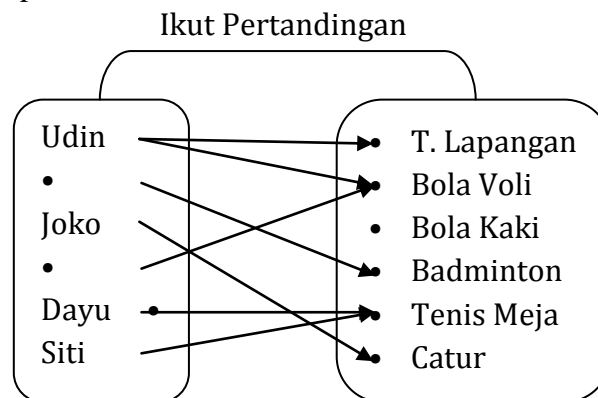 Ikut Pertandingan
Udin
•
Joko
•
Dayu •
Siti
• T. Lapangan
• Bola Voli
• Bola Kaki
• Badminton
• Tenis Meja
• Catur